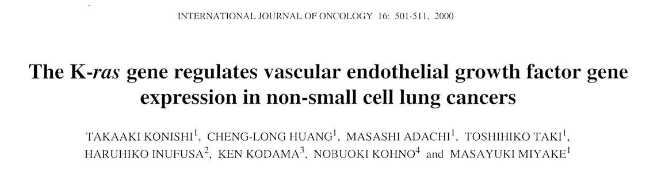 INTERNATIONAL JOURNAL OF ONCOLOGY 16: 501-511, 2000
The K-ras gene regulates vascular endothelial growth factor gene
expression in non-small cell lung cancers
TAKAAKI KONISHI¹, CHENG-LONG HUANG¹, MASASHI ADACHI¹, TOSHIHIKO TAKI¹,
HARUHIKO INUFUSA², KEN KODAMA³, NOBUOKI KOHNO⁴ and MASAYUKI MIYAKE¹